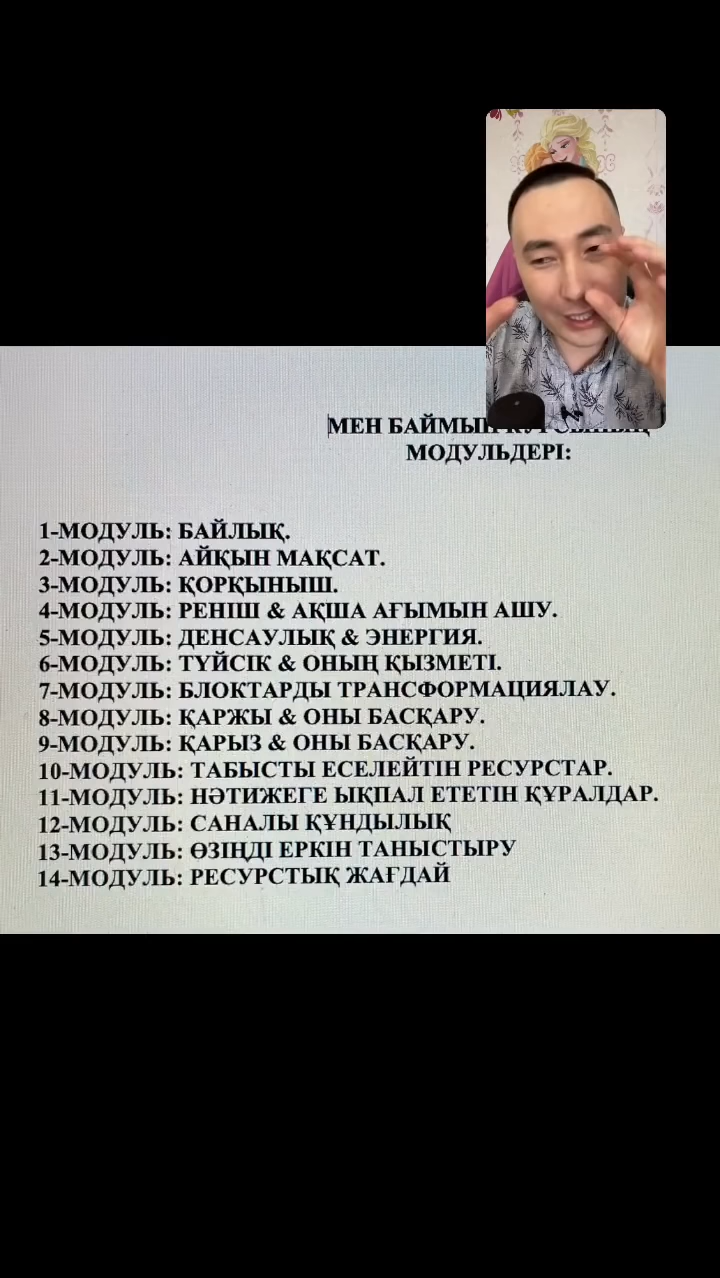 МЕН БАЙМЫН
МОДУЛЬДЕРІ:
1-МОДУЛЬ: БАЙЛЫҚ.
2-МОДУЛЬ: АЙҚЫН МАҚСАТ.
3-МОДУЛЬ: ҚОРҚЫНЫШ.
4-МОДУЛЬ: РЕНІШ & АҚША АҒЫМЫН АШУ.
5-МОДУЛЬ: ДЕНСАУЛЫҚ & ЭНЕРГИЯ.
6-МОДУЛЬ: ТҮЙСІК & ОНЫҢ ҚЫЗМЕТІ.
7-МОДУЛЬ: БЛОКТАРДЫ ТРАНСФОРМАЦИЯЛАУ.
8-МОДУЛЬ: ҚАРЖЫ & ОНЫ БАСҚАРУ.
9-МОДУЛЬ: ҚАРЫЗ & ОНЫ БАСҚАРУ.
10-МОДУЛЬ: ТАБЫСТЫ ЕСЕЛЕЙТІН РЕСУРСТАР.
11-МОДУЛЬ: НӘТИЖЕГЕ ЫҚПАЛ ЕТЕТІН ҚҰРАЛДАР.
12-МОДУЛЬ: САНАЛЫ ҚҰНДЫЛЫҚ
13-МОДУЛЬ: ӨЗІҢДІ ЕРКІН ТАНЫСТЫРУ
14-МОДУЛЬ: РЕСУРСТЫҚ ЖАҒДАЙ